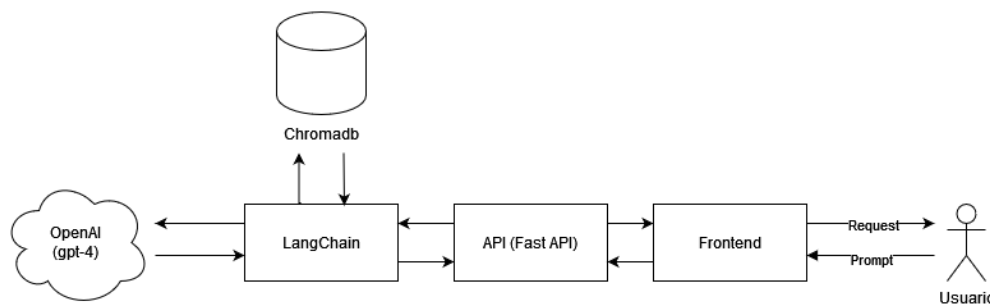 Chromadb
OpenAI
(gpt-4)
LangChain
API (Fast API)
Frontend
Request
Prompt
Usuario